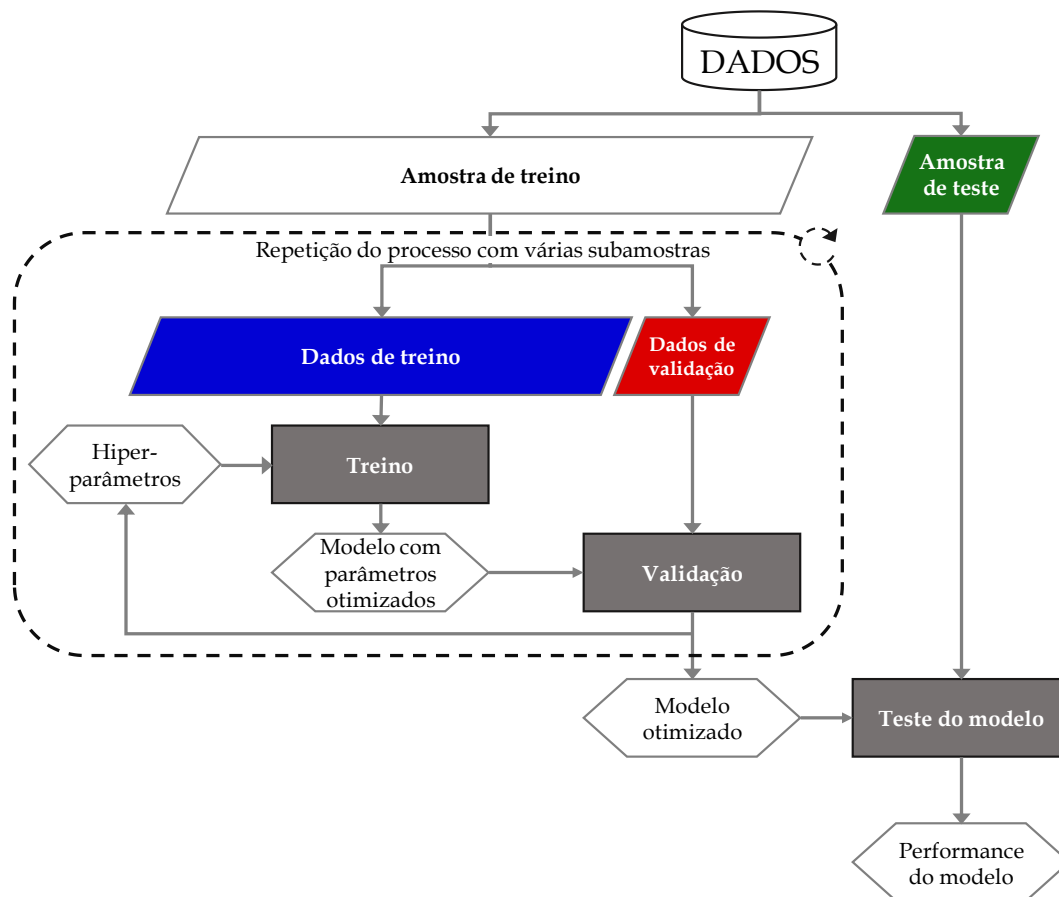 DADOS
Amostra de treino
Amostra
de teste
Repetição do processo com várias subamostras
Dados de treino
Dados de
validação
Hiper-
parâmetros
Treino
Modelo com
parâmetros
otimizados
Validação
Modelo
otimizado
Teste do modelo
Performance
do modelo